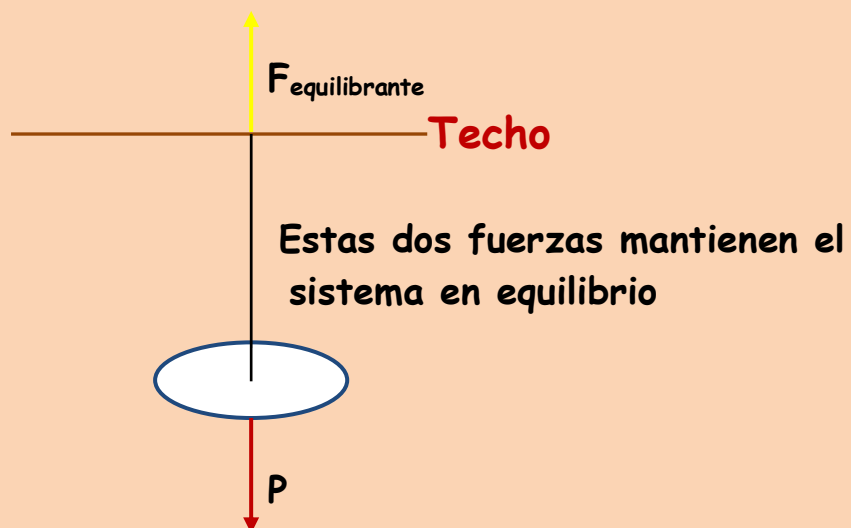 Fequilibrante
Techo
Estas dos fuerzas mantienen el
sistema en equilibrio
P